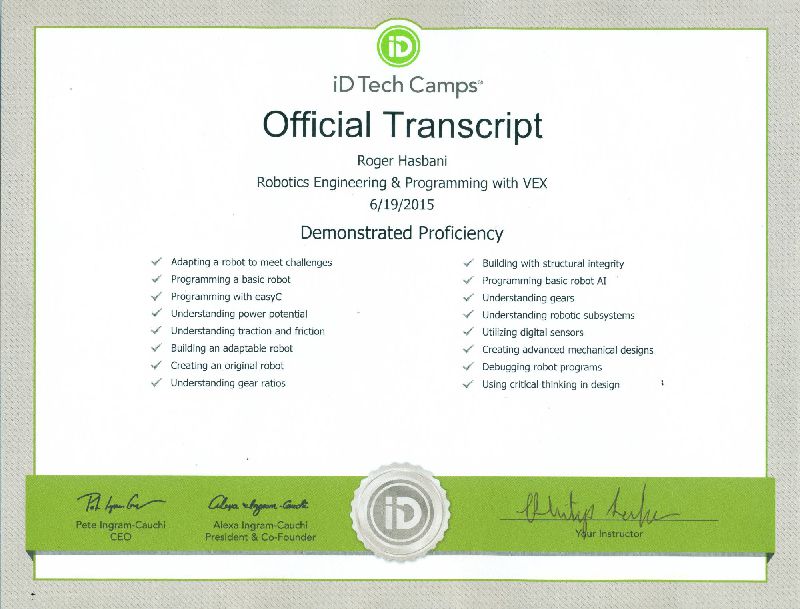 iD
iD Tech Camps
Official Transcript
Roger Hasbani
Robotics Engineering & Programming with VEX
6/19/2015
Demonstrated Proficiency
Adapting a robot to meet challenges
Programming a basic robot
Programming with easyC
Understanding power potential
Understanding traction and friction
Building an adaptable robot
Creating an original robot
Understanding gear ratios
Building with structural integrity
Programming basic robot AI
Understanding gears
Understanding robotic subsystems
Utilizing digital sensors
Creating advanced mechanical designs
Debugging robot programs
Using critical thinking in design
Pete Ingram-Cauchi
CEO
Alexa Ingram-Cauchi
Alexa Ingram-Cauchi
President & Co-Founder
iD
Your Instructor